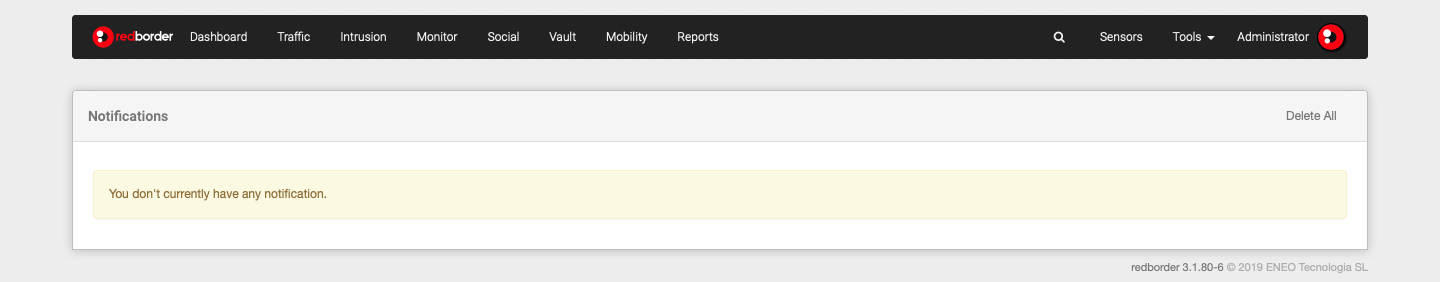 redborder Dashboard Traffic Intrusion Monitor Social Vault Mobility Reports Sensors Tools Administrator
Notifications Delete All
You don't currently have any notification.
redborder 3.1.80-6 © 2019 ENEO Tecnologia SL